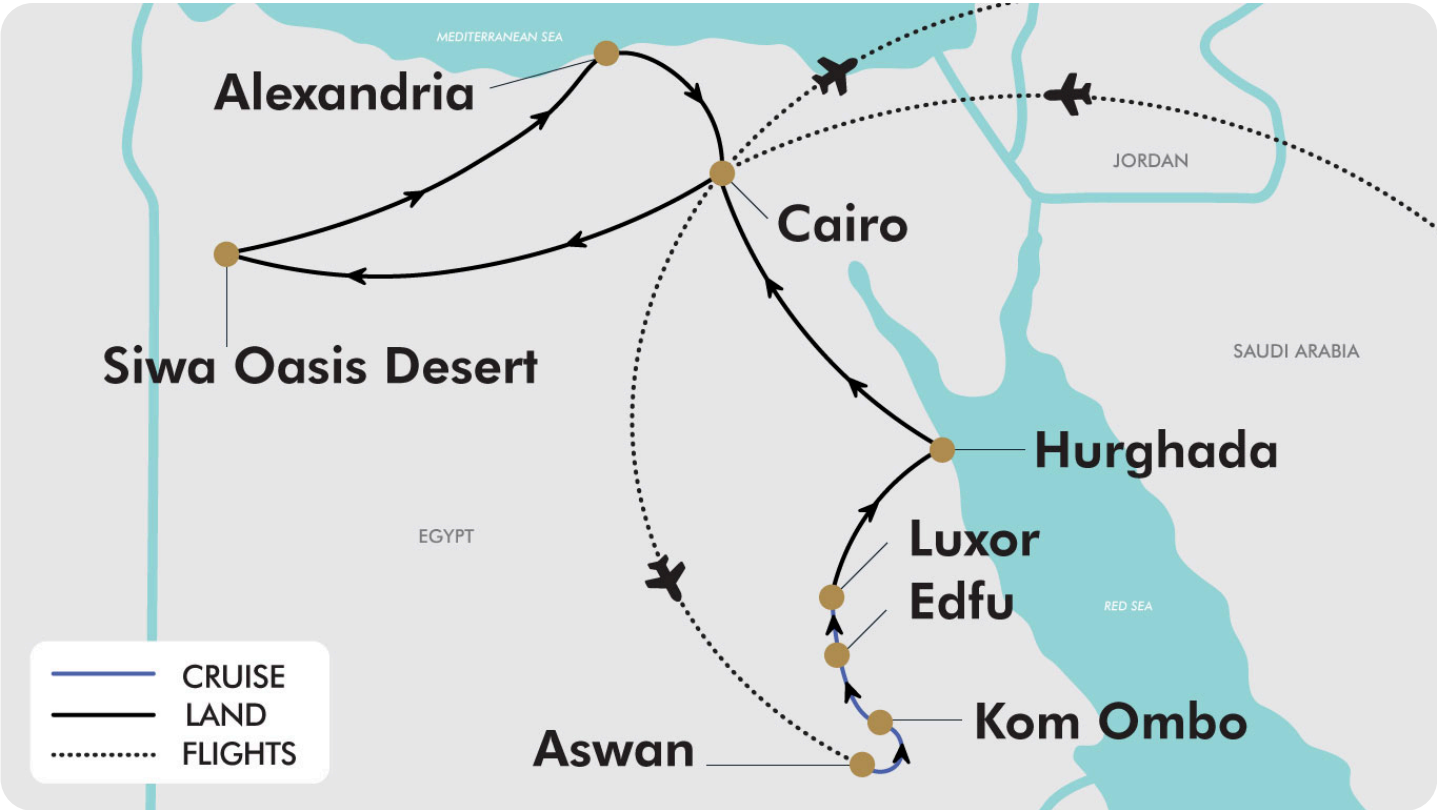 MEDITERRANEAN SEA
Alexandria
JORDAN
Cairo
SAUDI ARABIA
Siwa Oasis Desert
Hurghada
EGYPT
Luxor
Edfu
RED SEA
Kom Ombo
Aswan
CRUISE
LAND
FLIGHTS